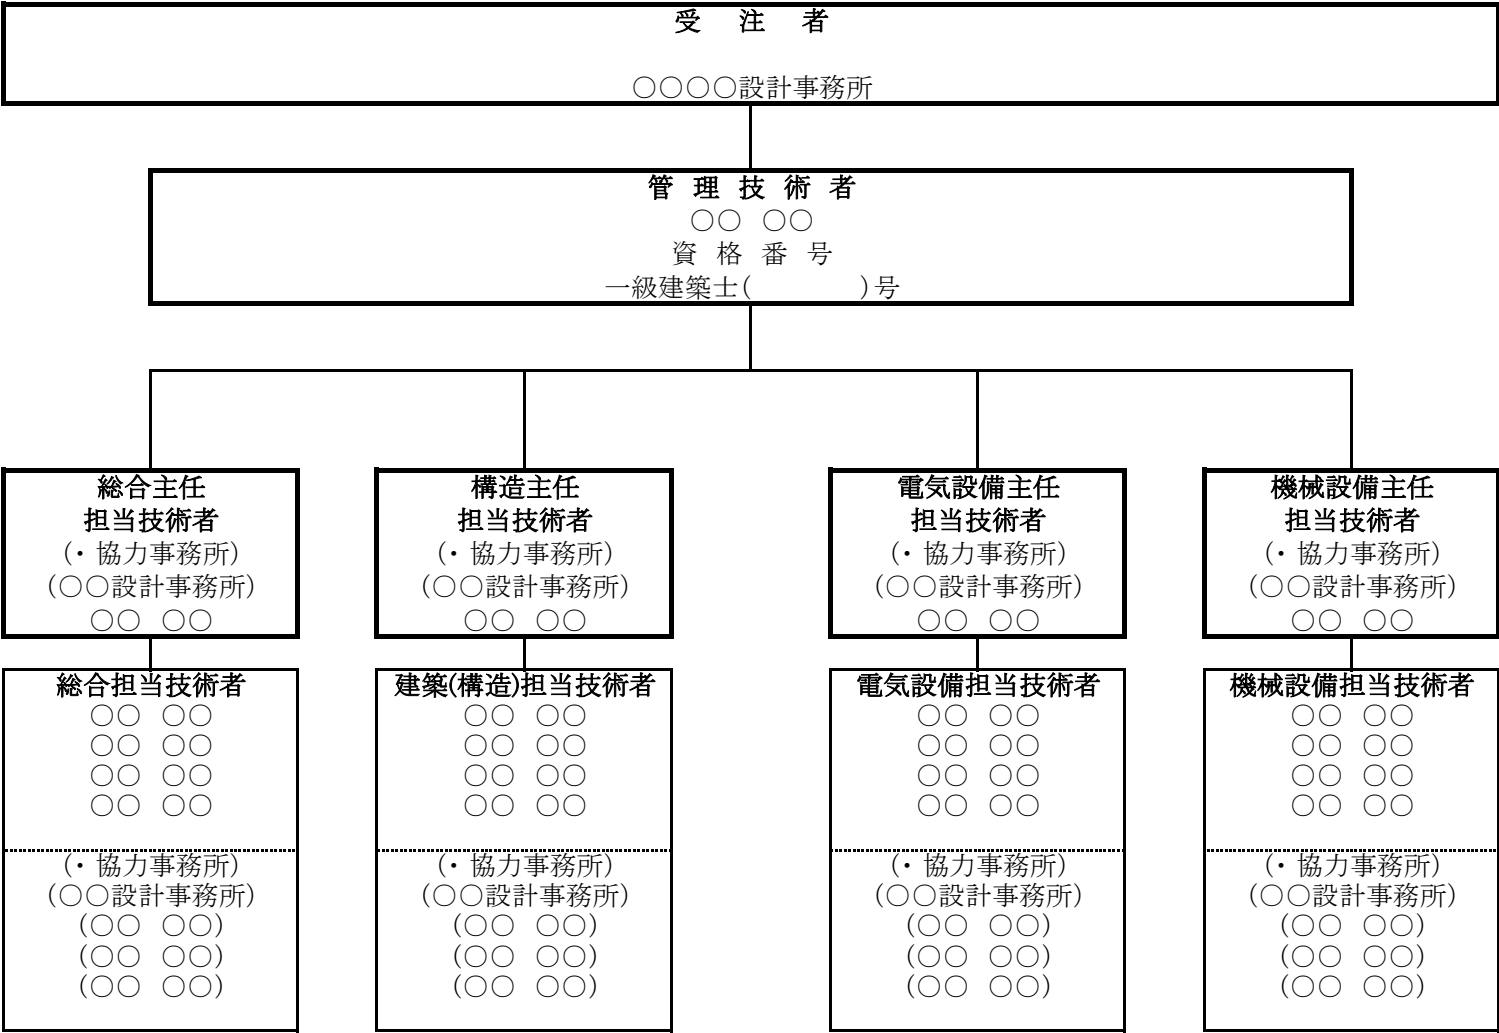 受 注 者
○○○○設計事務所
管 理 技 術 者
○○ ○○
資 格 番 号
一級建築士( )号
総合主任
担当技術者
(・協力事務所)
(○○設計事務所)
○○ ○○
構造主任
担当技術者
(・協力事務所)
(○○設計事務所)
○○ ○○
電気設備主任
担当技術者
(・協力事務所)
(○○設計事務所)
○○ ○○
機械設備主任
担当技術者
(・協力事務所)
(○○設計事務所)
○○ ○○
総合担当技術者
○○ ○○
○○ ○○
○○ ○○
○○ ○○
(・協力事務所)
(○○設計事務所)
(○○ ○○)
(○○ ○○)
(○○ ○○)
建築(構造)担当技術者
○○ ○○
○○ ○○
○○ ○○
○○ ○○
(・協力事務所)
(○○設計事務所)
(○○ ○○)
(○○ ○○)
(○○ ○○)
電気設備担当技術者
○○ ○○
○○ ○○
○○ ○○
○○ ○○
(・協力事務所)
(○○設計事務所)
(○○ ○○)
(○○ ○○)
(○○ ○○)
機械設備担当技術者
○○ ○○
○○ ○○
○○ ○○
○○ ○○
(・協力事務所)
(○○設計事務所)
(○○ ○○)
(○○ ○○)
(○○ ○○)